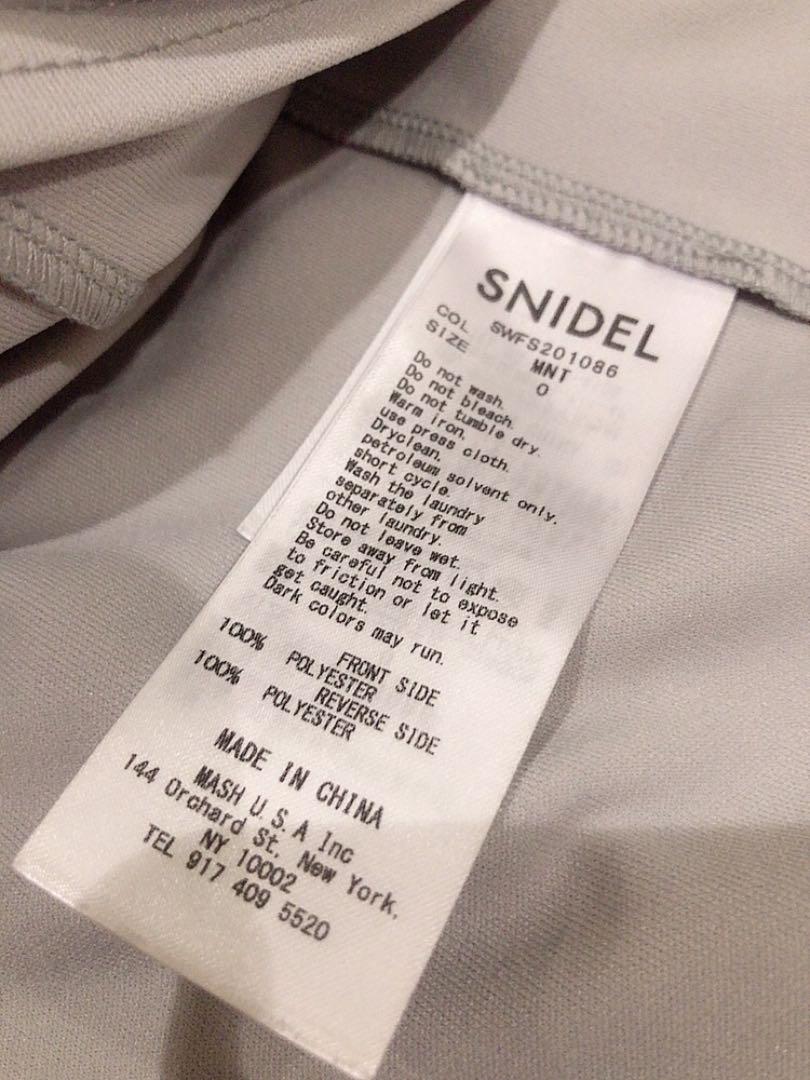 SNIDEL
SWFS201086
COL MNT
SIZE 0
Do not wash.
Do not bleach.
Do not tumble dry.
Warm iron,
use press cloth.
Dryclean,
petroleum solvent only,
short cycle.
Wash the laundry
separately from
other laundry.
Do not leave wet.
Store away from light.
Be careful not to expose
to friction or let it
get caught.
Dark colors may run.
FRONT SIDE
100% POLYESTER
REVERSE SIDE
100% POLYESTER
MADE IN CHINA
MASH U.S.A Inc
144 Orchard St, New York,
NY 10002
TEL 917 409 5520